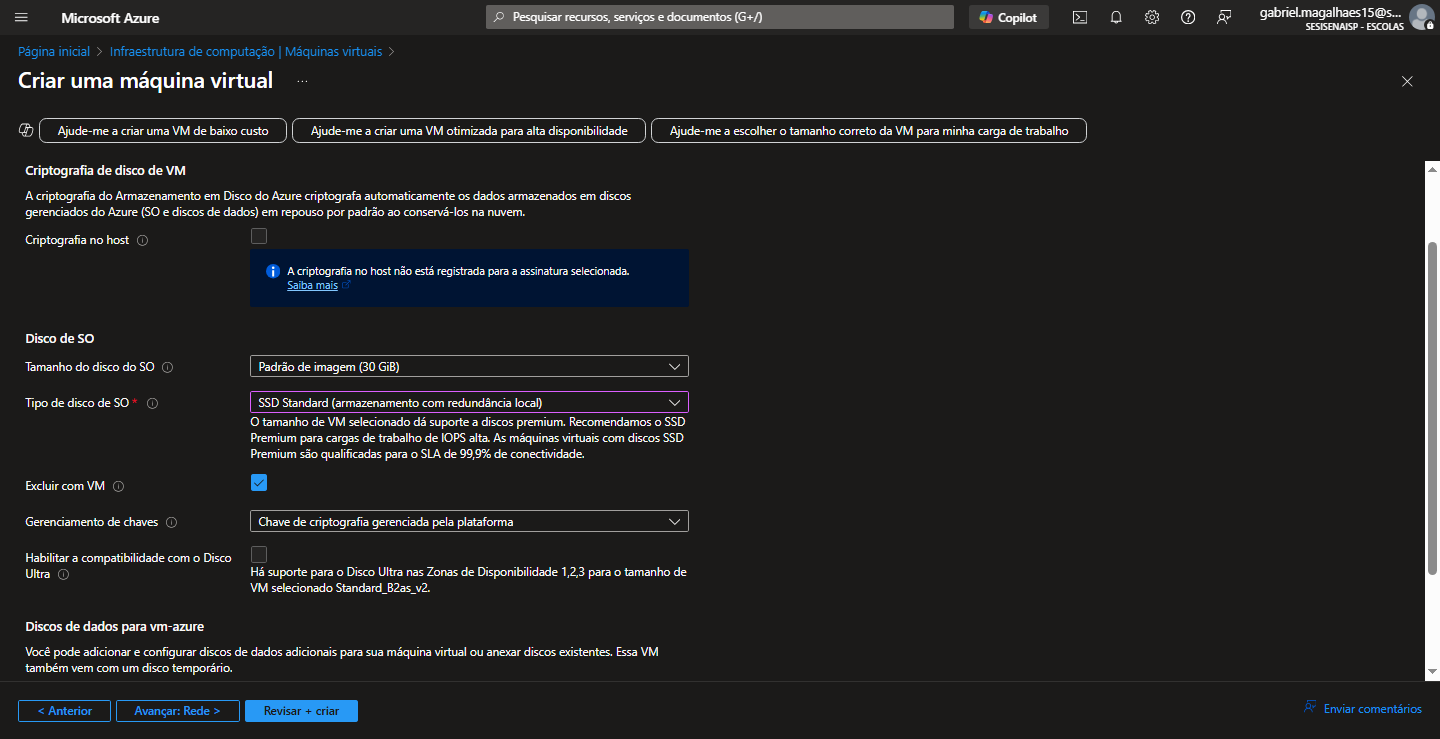 Microsoft Azure
Pesquisar recursos, serviços e documentos (G+/)
Copilot
gabriel.magalhaes15@s...
SESISENAISP - ESCOLAS
Página inicial > Infraestrutura de computação | Máquinas virtuais >
Criar uma máquina virtual ...
Ajude-me a criar uma VM de baixo custo
Ajude-me a criar uma VM otimizada para alta disponibilidade
Ajude-me a escolher o tamanho correto da VM para minha carga de trabalho
Criptografia de disco de VM
A criptografia do Armazenamento em Disco do Azure criptografa automaticamente os dados armazenados em discos
gerenciados do Azure (SO e discos de dados) em repouso por padrão ao conservá-los na nuvem.
Criptografia no host
A criptografia no host não está registrada para a assinatura selecionada.
Saiba mais
Disco de SO
Tamanho do disco do SO
Padrão de imagem (30 GiB)
Tipo de disco de SO *
SSD Standard (armazenamento com redundância local)
O tamanho de VM selecionado dá suporte a discos premium. Recomendamos o SSD
Premium para cargas de trabalho de IOPS alta. As máquinas virtuais com discos SSD
Premium são qualificadas para o SLA de 99,9% de conectividade.
Excluir com VM
Gerenciamento de chaves
Chave de criptografia gerenciada pela plataforma
Habilitar a compatibilidade com o Disco
Ultra
Há suporte para o Disco Ultra nas Zonas de Disponibilidade 1,2,3 para o tamanho de
VM selecionado Standard_B2as_v2.
Discos de dados para vm-azure
Você pode adicionar e configurar discos de dados adicionais para sua máquina virtual ou anexar discos existentes. Essa VM
também vem com um disco temporário.
< Anterior
Avançar: Rede >
Revisar + criar
Enviar comentários